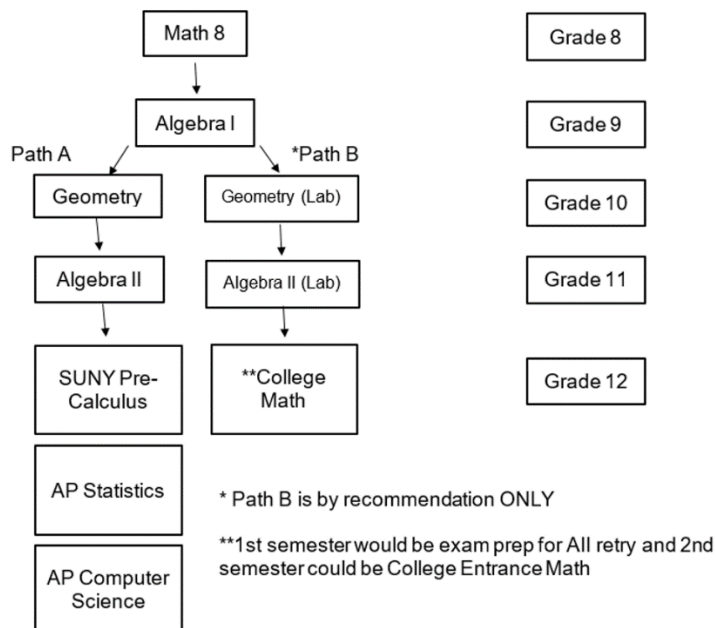 Math 8
Grade 8
Algebra I
Grade 9
Path A
*Path B
Geometry
Geometry (Lab)
Grade 10
Algebra II
Algebra II (Lab)
Grade 11
SUNY Pre-
Calculus
**College
Math
Grade 12
AP Statistics
* Path B is by recommendation ONLY
**1st semester would be exam prep for AII retry and 2nd
semester could be College Entrance Math
AP Computer
Science